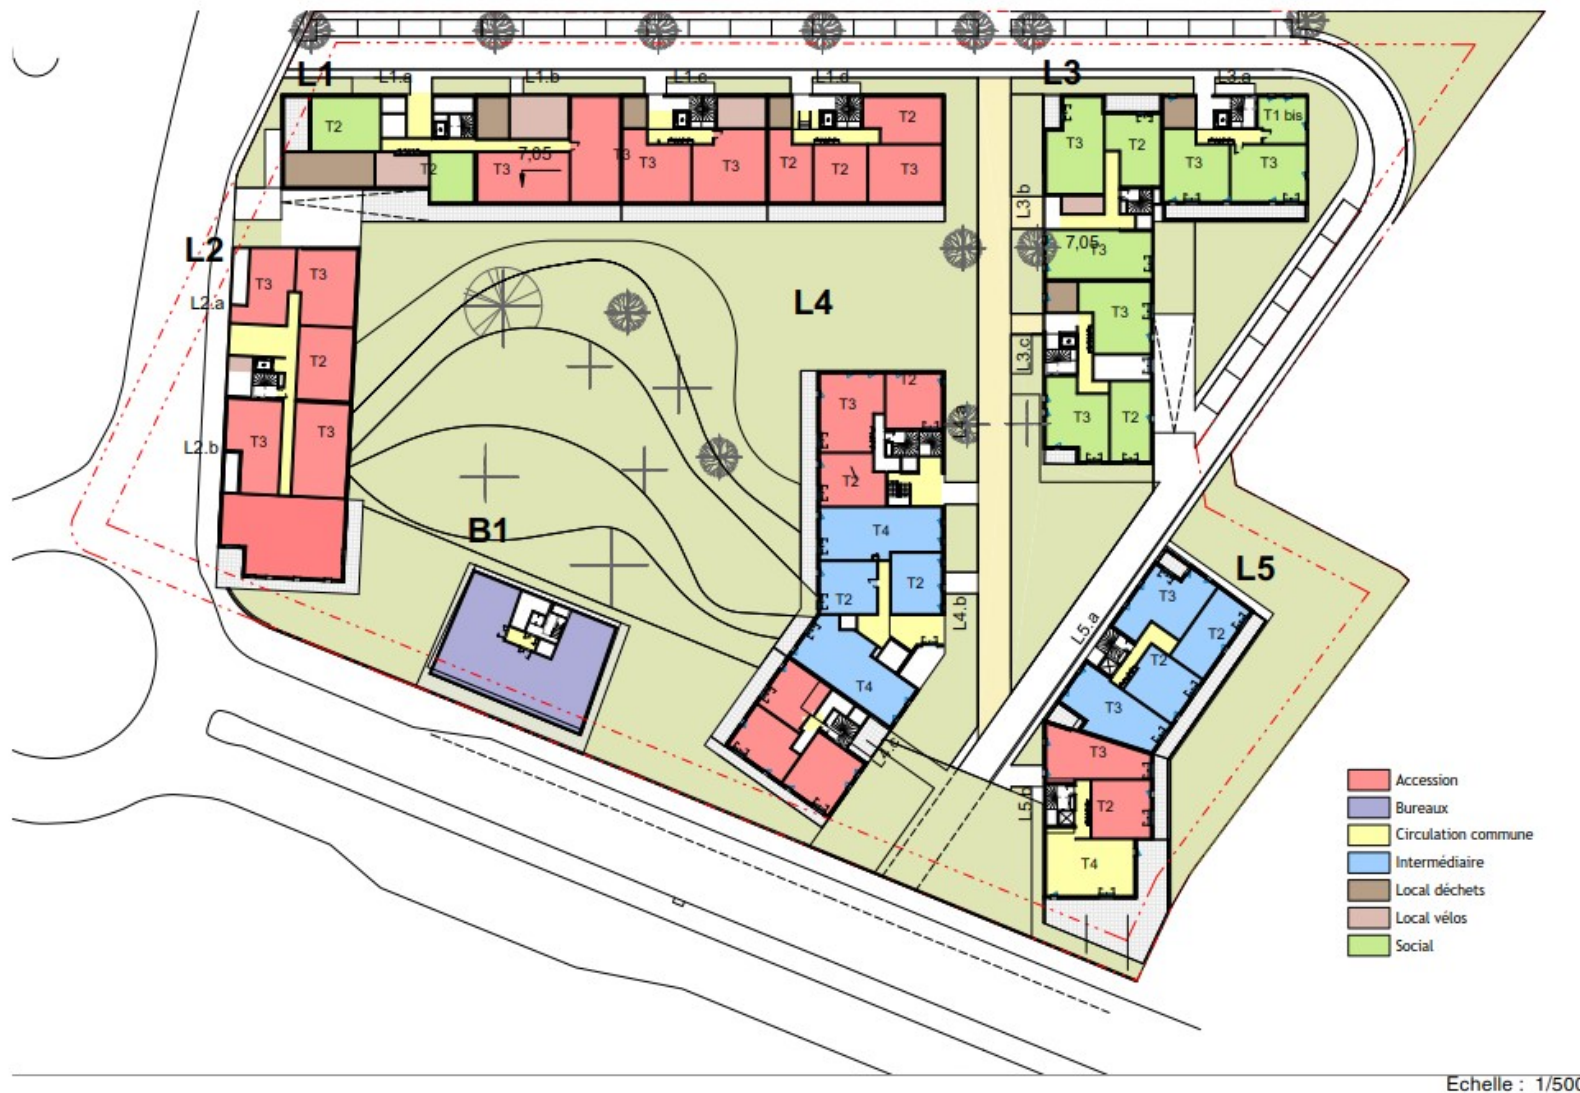 L1
L1.a
L1.b
L1.c
L1.d
L3
L3.a
T2
T2
T3
7,05
T3
T3
T3
T2
T2
T2
T3
T3
T2
T3
T1 bis
T3
L3.b
7,05
T3
L2
L2.a
T3
T3
T2
L2.b
T3
T3
L4
T3
L3.c
T3
T2
T3
T2
L4.a
T2
T4
T2
T2
L4.b
T4
L4.c
B1
L5
L5.a
T3
T2
T2
T3
T3
L5.b
T2
T4
Accession
Bureaux
Circulation commune
Intermédiaire
Local déchets
Local vélos
Social
Echelle : 1/500